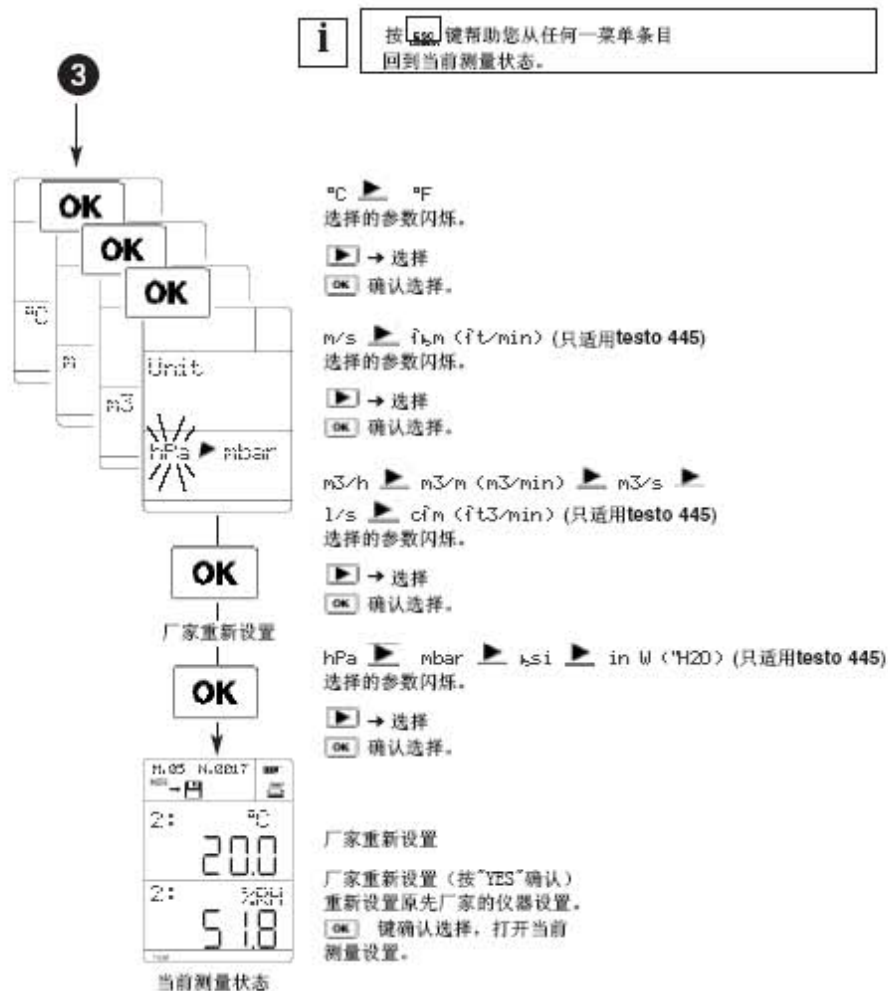 i
按 ESC 键帮助您从任何一菜单条目
回到当前测量状态。
3
OK
OK
OK
°C
m
m3
Unit
hPa ▶ mbar
OK
厂家重新设置
OK
M.05 N.0017
2: °C
20.0
2: %RH
51.8
当前测量状态
°C ▶ °F
选择的参数闪烁。
▶ → 选择
OK 确认选择。
m/s ▶ fpm (ft/min) (只适用testo 445)
选择的参数闪烁。
▶ → 选择
OK 确认选择。
m3/h ▶ m3/m (m3/min) ▶ m3/s ▶
l/s ▶ cfm (ft3/min) (只适用testo 445)
选择的参数闪烁。
▶ → 选择
OK 确认选择。
hPa ▶ mbar ▶ psi ▶ in W ("H2O) (只适用testo 445)
选择的参数闪烁。
▶ → 选择
OK 确认选择。
厂家重新设置
厂家重新设置（按"YES"确认）
重新设置原先厂家的仪器设置。
OK 键确认选择，打开当前
测量设置。